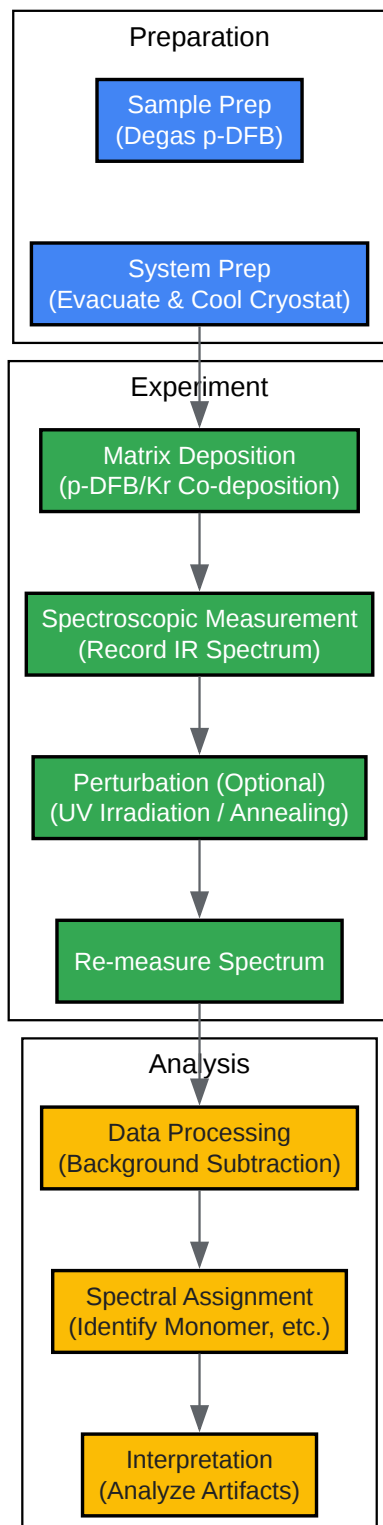 Preparation
Sample Prep
(Degas p-DFB)
System Prep
(Evacuate & Cool Cryostat)
Experiment
Matrix Deposition
(p-DFB/Kr Co-deposition)
Spectroscopic Measurement
(Record IR Spectrum)
Perturbation (Optional)
(UV Irradiation / Annealing)
Re-measure Spectrum
Analysis
Data Processing
(Background Subtraction)
Spectral Assignment
(Identify Monomer, etc.)
Interpretation
(Analyze Artifacts)